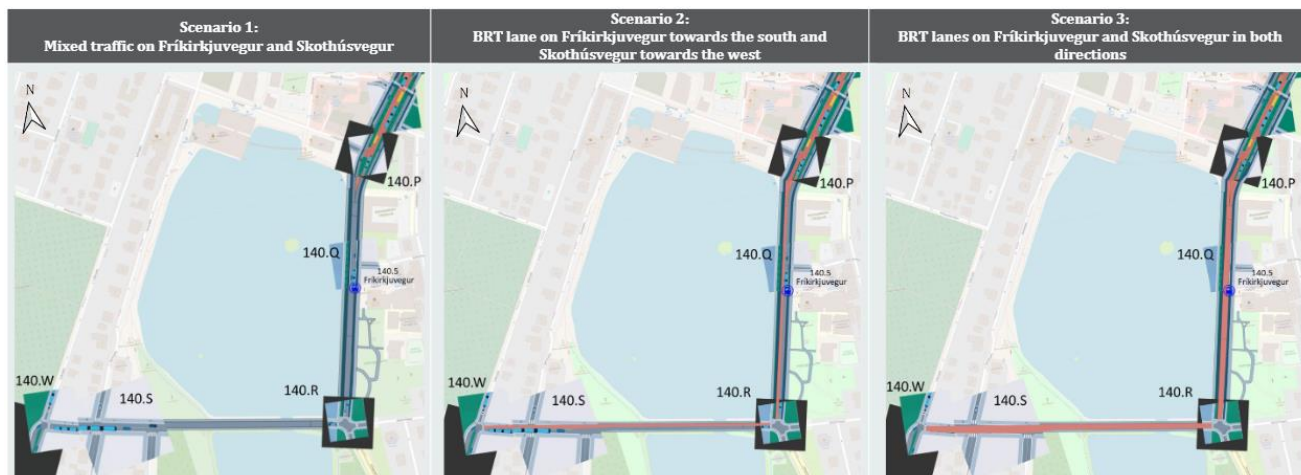 Scenario 1:
Mixed traffic on Fríkirkjuvegur and Skothúsvegur
Scenario 2:
BRT lane on Fríkirkjuvegur towards the south and
Skothúsvegur towards the west
Scenario 3:
BRT lanes on Fríkirkjuvegur and Skothúsvegur in both
directions
N
140.P
140.Q
140.5
Fríkirkjuvegur
140.W
140.S
140.R
N
140.P
140.Q
140.5
Fríkirkjuvegur
140.W
140.S
140.R
N
140.P
140.Q
140.5
Fríkirkjuvegur
140.W
140.S
140.R